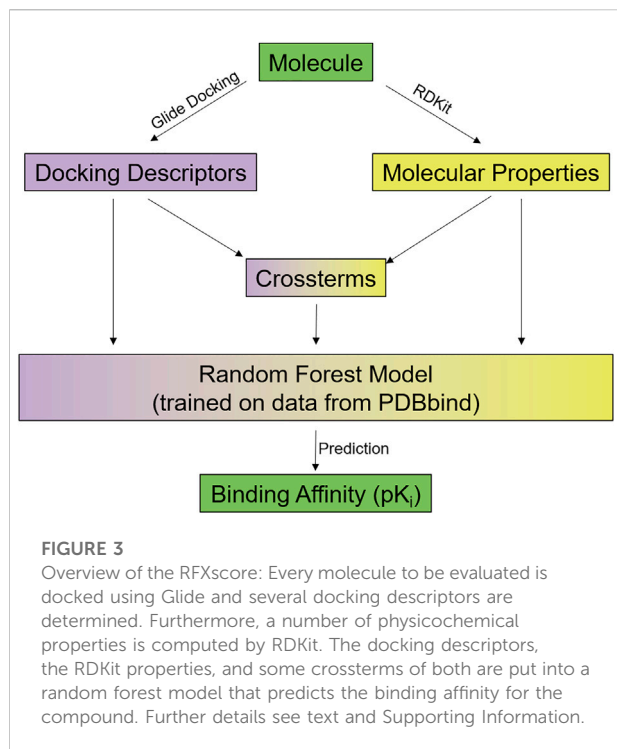 Molecule
Glide Docking
RDKit
Docking Descriptors
Molecular Properties
Crossterms
Random Forest Model
(trained on data from PDBbind)
Prediction
Binding Affinity (pKi)
FIGURE 3
Overview of the RFXscore: Every molecule to be evaluated is
docked using Glide and several docking descriptors are
determined. Furthermore, a number of physicochemical
properties is computed by RDKit. The docking descriptors,
the RDKit properties, and some crossterms of both are put into a
random forest model that predicts the binding affinity for the
compound. Further details see text and Supporting Information.